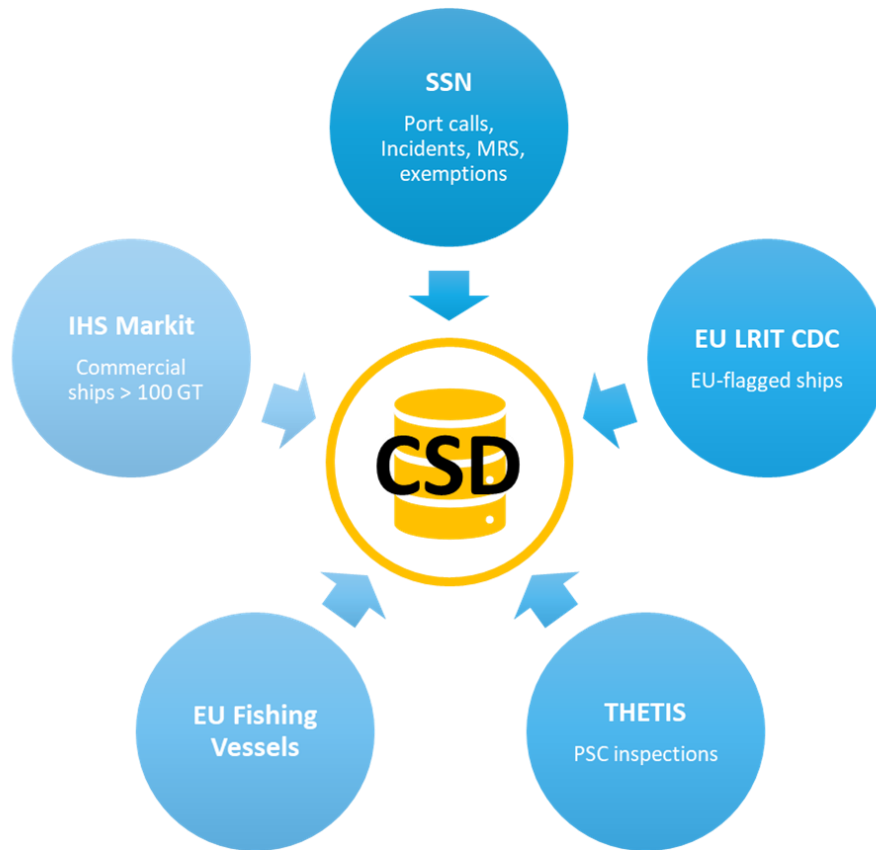 SSN
Port calls,
Incidents, MRS,
exemptions
IHS Markit
Commercial
ships > 100 GT
EU LRIT CDC
EU-flagged ships
CSD
EU Fishing
Vessels
THETIS
PSC inspections